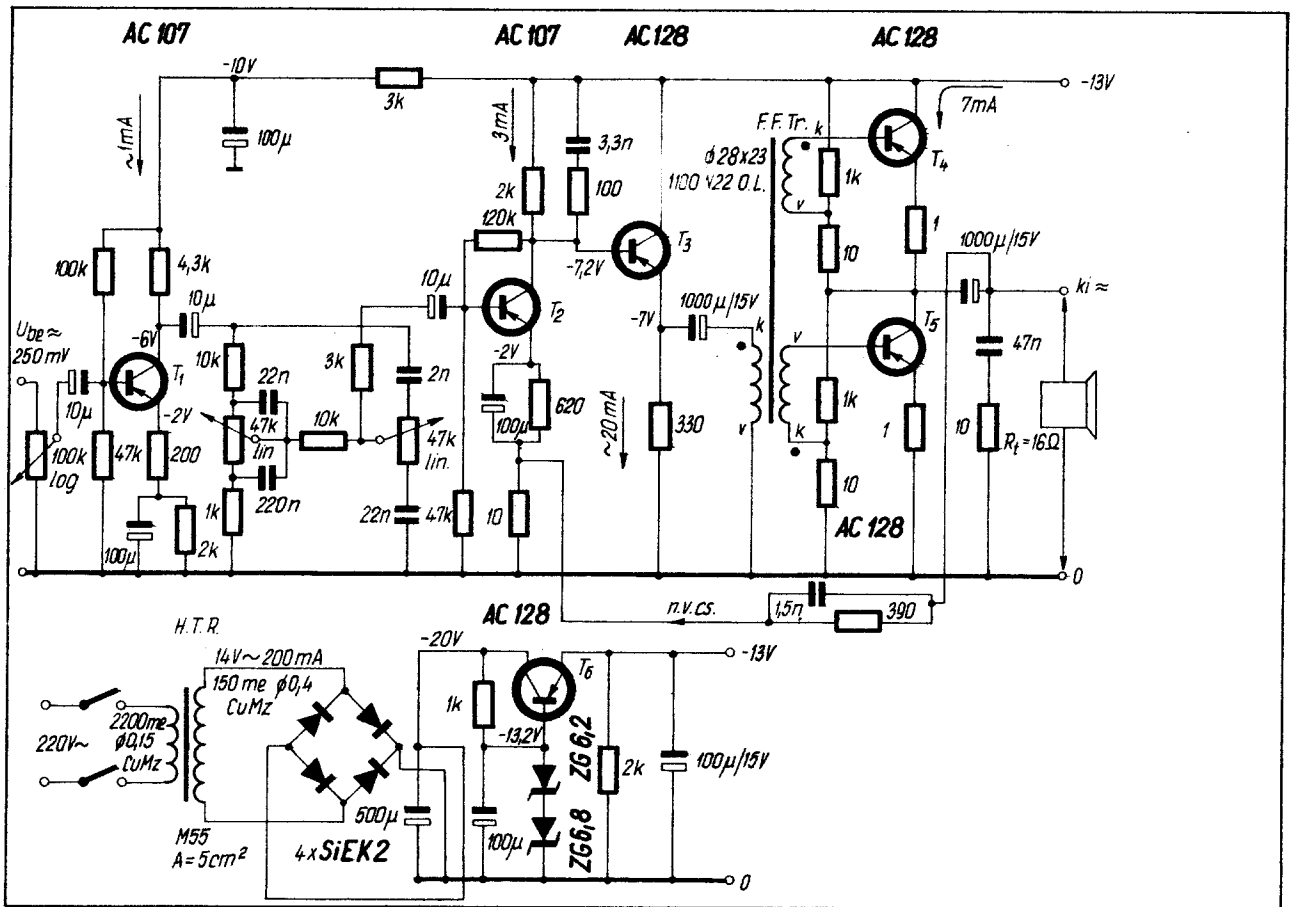 AC 107
AC 107
AC 128
AC 128
-10V
3k
-13V
~1mA
100µ
3mA
3,3n
100
F.F.Tr.
k
7mA
T4
ϕ28x23
1100 N22 O.L.
2k
120k
1k
v
1
100k
4,3k
10µ
10µ
-7,2V
T3
10
1000µ/15V
ki ≈
Ube ≈
250 mV
-6V
T1
10k
22n
3k
2n
T2
-2V
-7V
1000µ/15V
k
v
T5
47n
10µ
-2V
47k
lin
10k
47k
lin.
100µ
620
~20mA
330
1k
1
10
Rt=16Ω
100k
log
47k
200
220n
1k
22n
47k
10
v
k
10
AC 128
100µ
2k
0
n.v.cs.
1,5n
390
H.T.R.
AC 128
14V~200mA
150 me ϕ0,4
CuMz
-20V
T6
-13V
220V~
2200me
ϕ0,15
CuMz
1k
-13,2V
ZG 6,2
2k
100µ/15V
500µ
100µ
ZG6,8
M55
A=5cm²
4xSiEK2
0